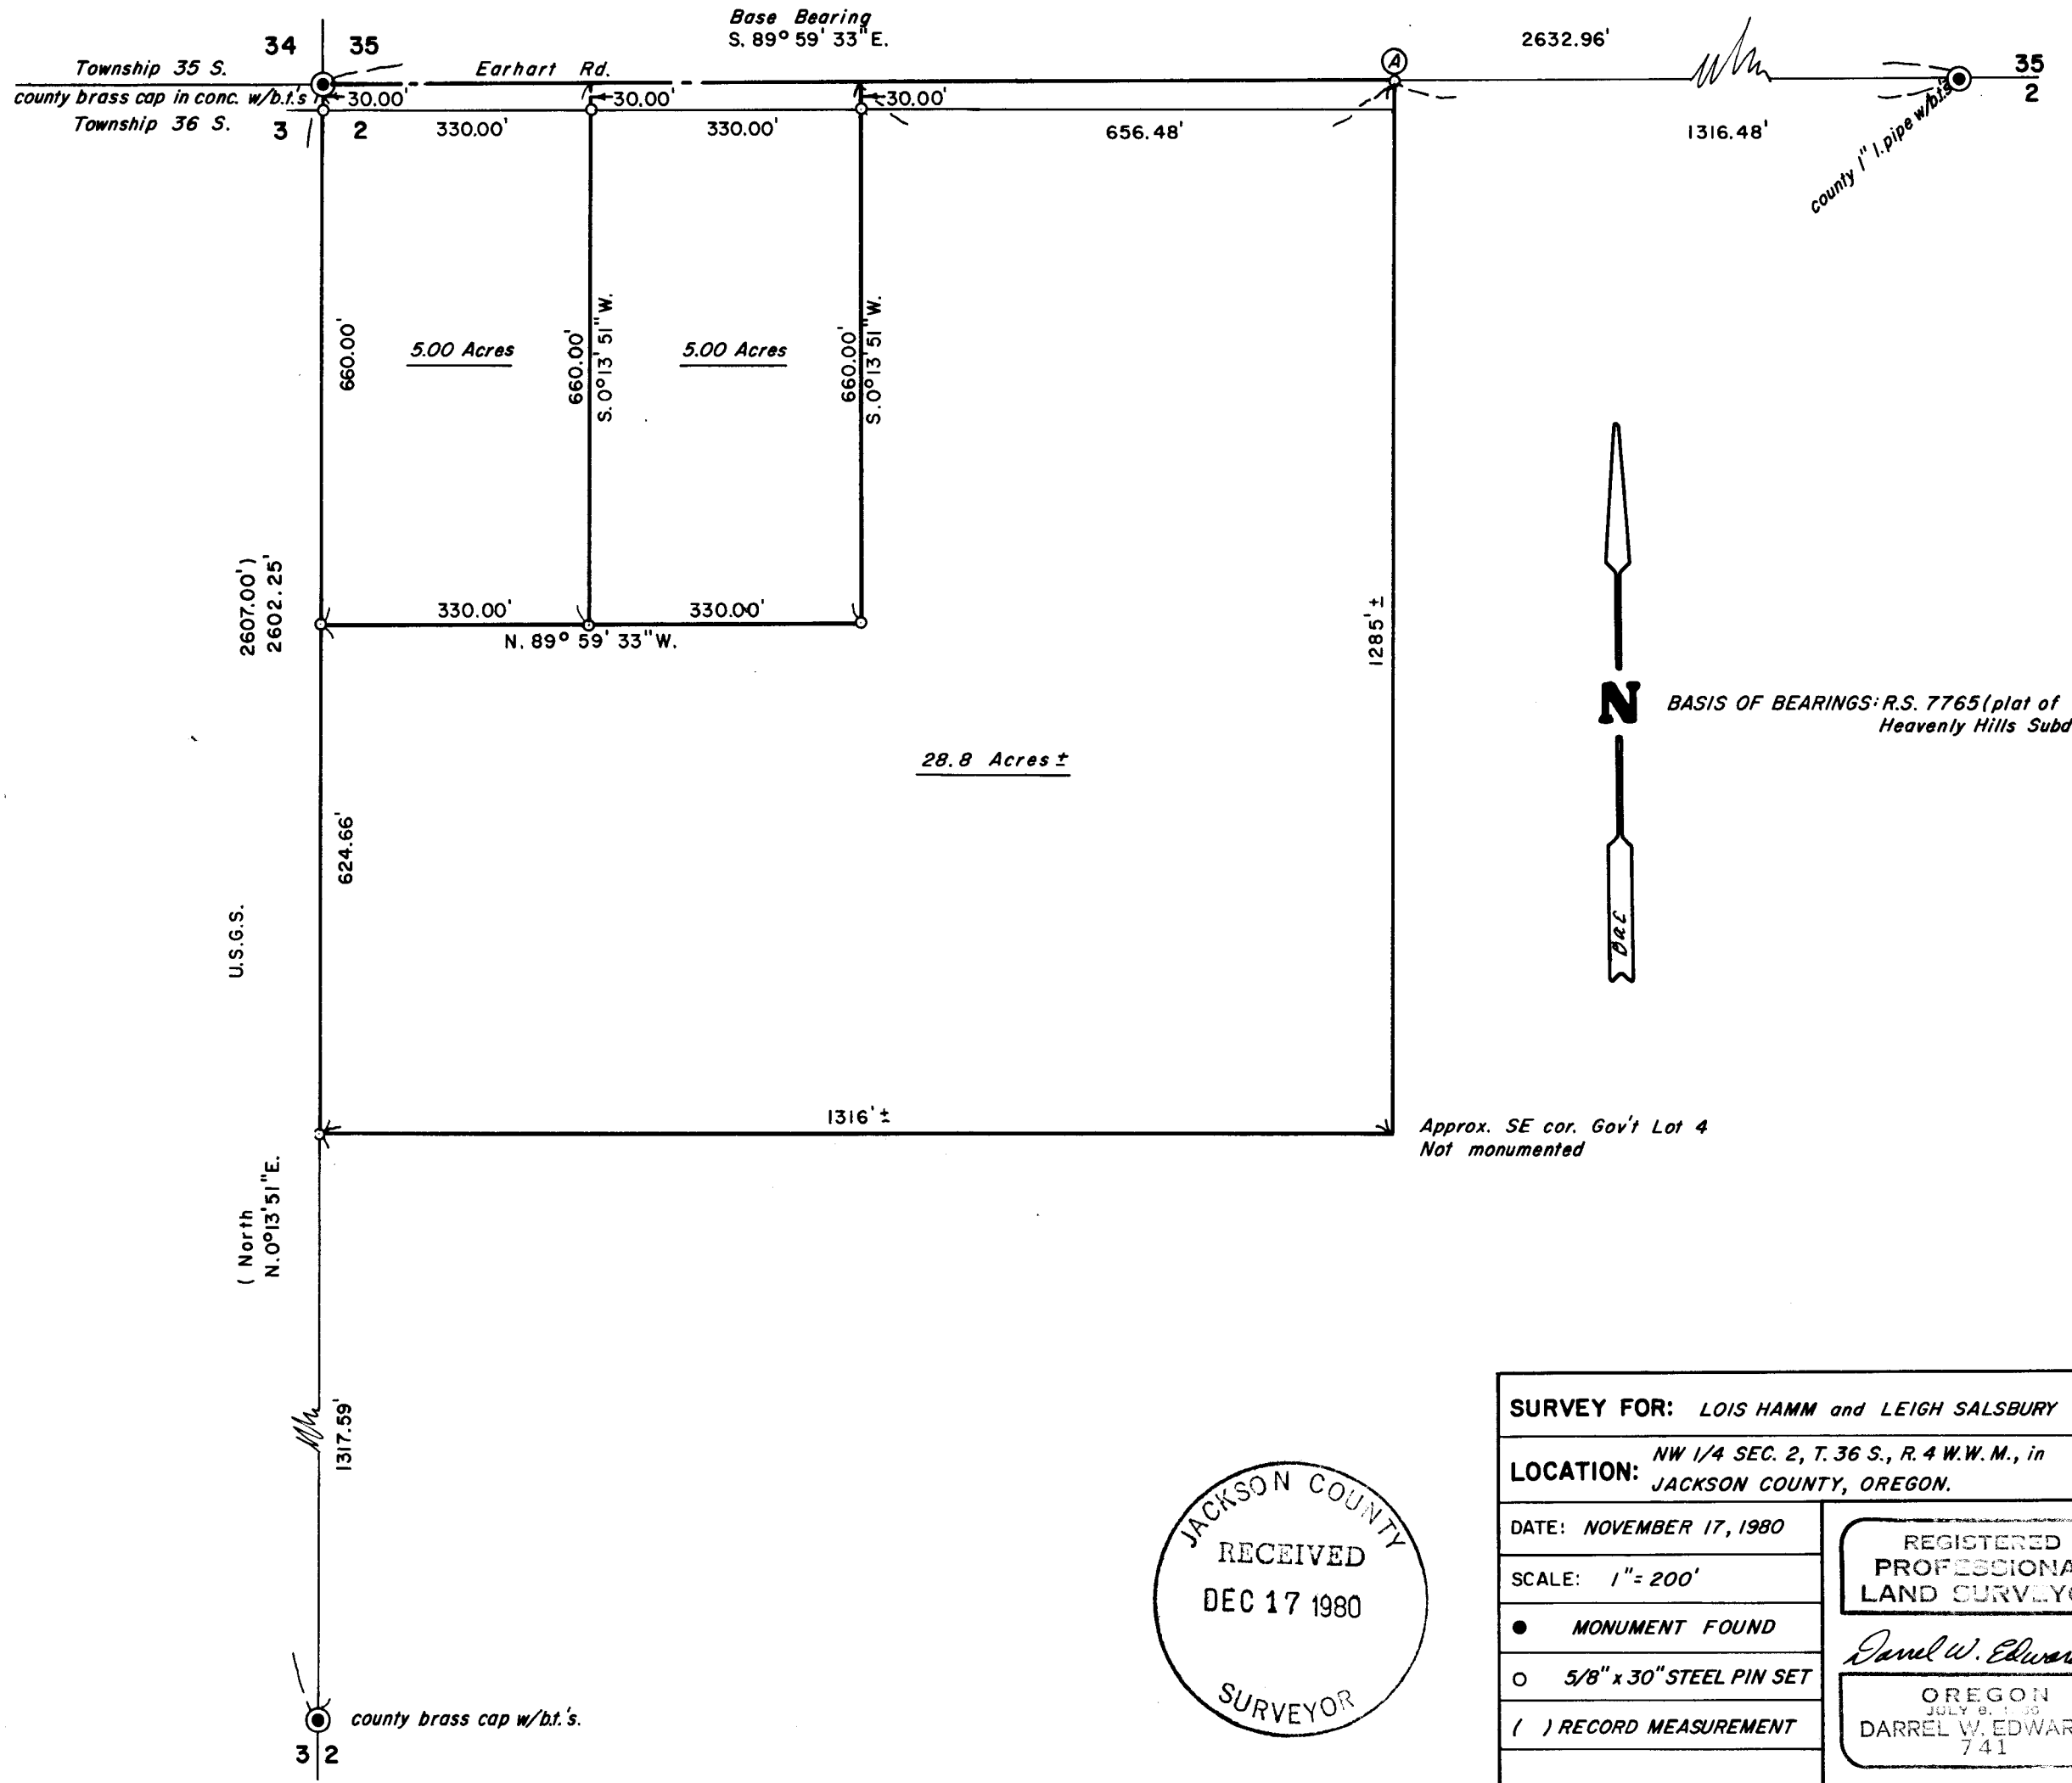 Base Bearing
S. 89° 59' 33" E.
2632.96'
34 35
Township 35 S.
Earhart Rd.
A
35
2
county brass cap in conc. w/b.t.'s
30.00'
30.00'
30.00'
Township 36 S.
3 2
330.00'
330.00'
656.48'
1316.48'
county 1" I. pipe w/b.t.'s
660.00'
5.00 Acres
660.00'
S. 0° 13' 51" W.
5.00 Acres
660.00'
S. 0° 13' 51" W.
2607.00')
2602.25'
330.00'
330.00'
N. 89° 59' 33" W.
1285' ±
N
BASIS OF BEARINGS: R.S. 7765 (plat of
Heavenly Hills Subd
28.8 Acres ±
624.66'
U.S.G.S.
1316' ±
Approx. SE cor. Gov't Lot 4
Not monumented
( North
N. 0° 13' 51" E.
1317.59'
county brass cap w/b.t.'s.
3 2
JACKSON COUNTY
RECEIVED
DEC 17 1980
SURVEYOR
SURVEY FOR: LOIS HAMM and LEIGH SALSBURY
LOCATION: NW 1/4 SEC. 2, T. 36 S., R. 4 W. W. M., in
JACKSON COUNTY, OREGON.
DATE: NOVEMBER 17, 1980
SCALE: 1" = 200'
● MONUMENT FOUND
○ 5/8" x 30" STEEL PIN SET
( ) RECORD MEASUREMENT
REGISTERED
PROFESSIONA
LAND SURVEYO
Darrel W. Edwar
OREGON
JULY
DARREL W. EDWAR
741